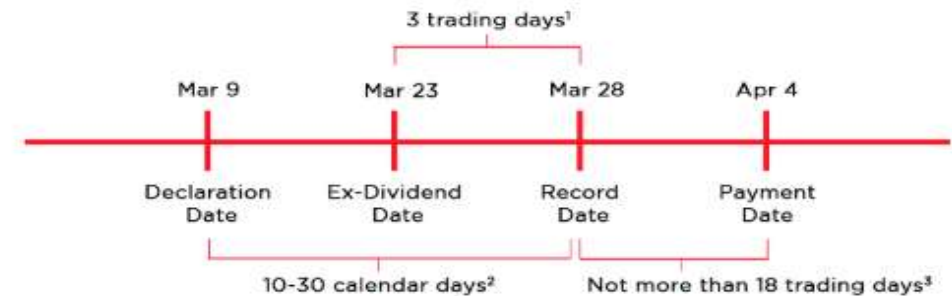 3 trading days¹
Mar 9 Mar 23 Mar 28 Apr 4
Declaration Date
Ex-Dividend Date
Record Date
Payment Date
10-30 calendar days²
Not more than 18 trading days³